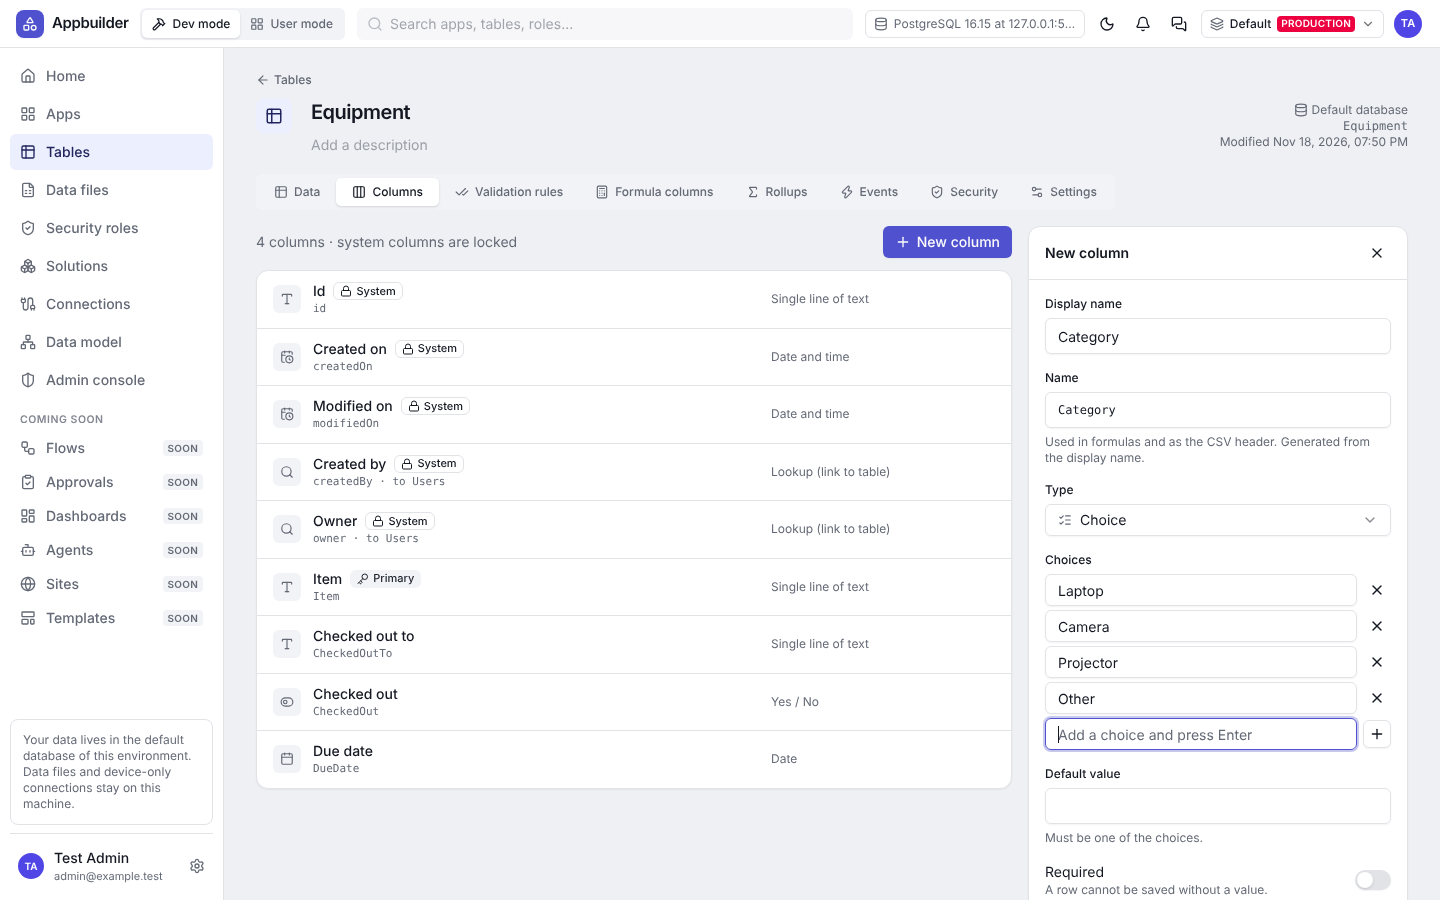 Appbuilder
Dev mode
User mode
Search apps, tables, roles...
PostgreSQL 16.15 at 127.0.0.1:5...
Default PRODUCTION
TA
Home
Apps
Tables
Data files
Security roles
Solutions
Connections
Data model
Admin console
COMING SOON
Flows SOON
Approvals SOON
Dashboards SOON
Agents SOON
Sites SOON
Templates SOON
Your data lives in the default
database of this environment.
Data files and device-only
connections stay on this
machine.
TA
Test Admin
admin@example.test
Tables
Equipment
Add a description
Default database
Equipment
Modified Nov 18, 2026, 07:50 PM
Data
Columns
Validation rules
Formula columns
Rollups
Events
Security
Settings
4 columns · system columns are locked
New column
Id System
id
Single line of text
Created on System
createdOn
Date and time
Modified on System
modifiedOn
Date and time
Created by System
createdBy · to Users
Lookup (link to table)
Owner System
owner · to Users
Lookup (link to table)
Item Primary
Item
Single line of text
Checked out to
CheckedOutTo
Single line of text
Checked out
CheckedOut
Yes / No
Due date
DueDate
Date
New column
Display name
Category
Name
Category
Used in formulas and as the CSV header. Generated from
the display name.
Type
Choice
Choices
Laptop
Camera
Projector
Other
Add a choice and press Enter
Default value
Must be one of the choices.
Required
A row cannot be saved without a value.